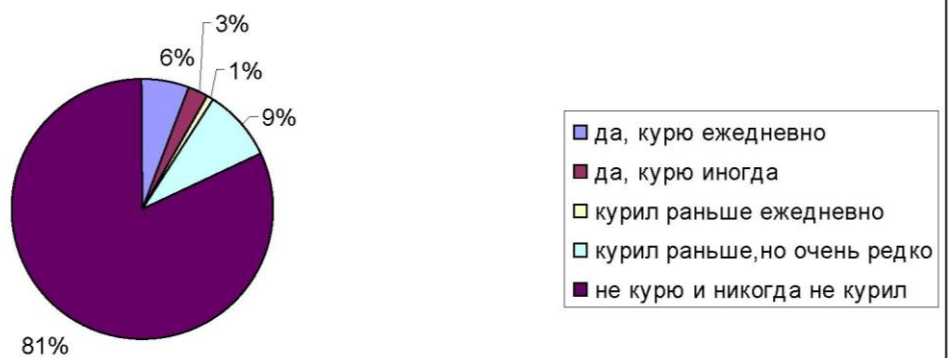 3%
6%
1%
9%
81%
да, курю ежедневно
да, курю иногда
курил раньше ежедневно
курил раньше,но очень редко
не курю и никогда не курил